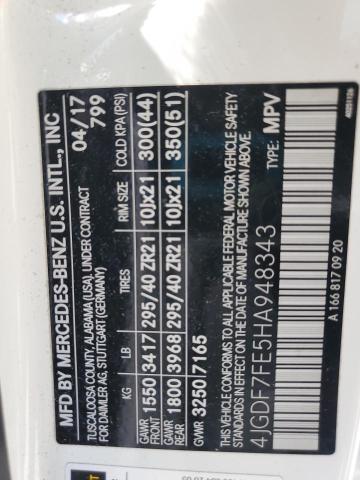 MFD BY MERCEDES-BENZ U.S. INTL., INC
TUSCALOOSA COUNTY, ALABAMA (USA), UNDER CONTRACT 04/17
FOR DAIMLER AG, STUTTGART (GERMANY) 799
KG LB TIRES RIM SIZE COLD KPA (PSI)
GAWR FRONT 1550 3417 295/40 ZR21 10Jx21 300(44)
GAWR REAR 1800 3968 295/40 ZR21 10Jx21 350(51)
GVWR 3250 7165
THIS VEHICLE CONFORMS TO ALL APPLICABLE FEDERAL MOTOR VEHICLE SAFETY
STANDARDS IN EFFECT ON THE DATE OF MANUFACTURE SHOWN ABOVE.
4JGDF7FE5HA948343 TYPE: MPV
A 166 817 09 20